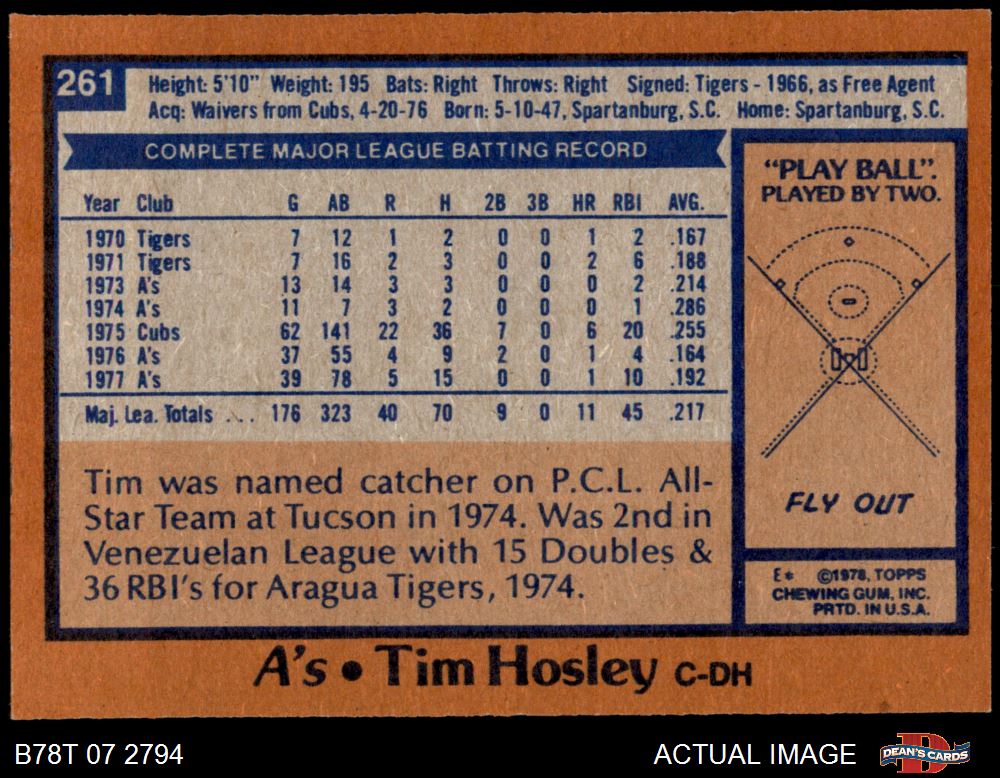 261
Height: 5'10" Weight: 195 Bats: Right Throws: Right Signed: Tigers - 1966, as Free Agent
Acq: Waivers from Cubs, 4-20-76 Born: 5-10-47, Spartanburg, S.C. Home: Spartanburg, S.C.
COMPLETE MAJOR LEAGUE BATTING RECORD
Year Club G AB R H 2B 3B HR RBI AVG.
1970 Tigers 7 12 1 2 0 0 1 2 .167
1971 Tigers 7 16 2 3 0 0 2 6 .188
1973 A's 13 14 3 3 0 0 0 2 .214
1974 A's 11 7 3 2 0 0 0 1 .286
1975 Cubs 62 141 22 36 7 0 6 20 .255
1976 A's 37 55 4 9 2 0 1 4 .164
1977 A's 39 78 5 15 0 0 1 10 .192
Maj. Lea. Totals ... 176 323 40 70 9 0 11 45 .217
Tim was named catcher on P.C.L. All-
Star Team at Tucson in 1974. Was 2nd in
Venezuelan League with 15 Doubles &
36 RBI's for Aragua Tigers, 1974.
"PLAY BALL".
PLAYED BY TWO.
FLY OUT
E* ©1978, TOPPS
CHEWING GUM, INC.
PRTD. IN U.S.A.
A's • Tim Hosley C-DH
B78T 07 2794
ACTUAL IMAGE
DEAN'S CARDS